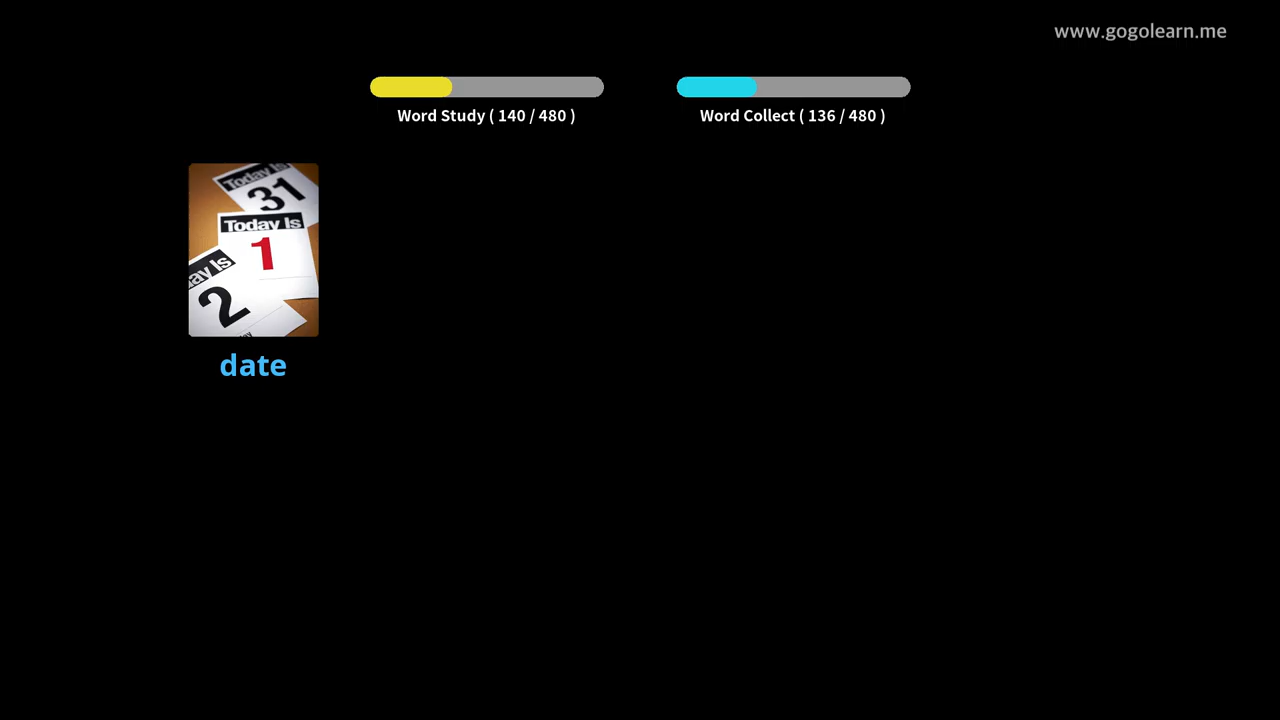 www.gogolearn.me
Word Study ( 140 / 480 )
Word Collect ( 136 / 480 )
Today Is
31
Today Is
1
ay Is
2
date